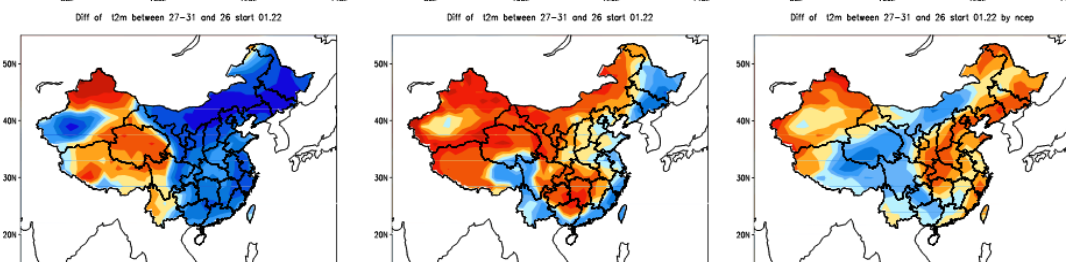 Diff of t2m between 27-31 and 26 start 01.22
Diff of t2m between 27-31 and 26 start 01.22
Diff of t2m between 27-31 and 26 start 01.22 by ncep
50N
40N
30N
20N
50N
40N
30N
20N
50N
40N
30N
20N